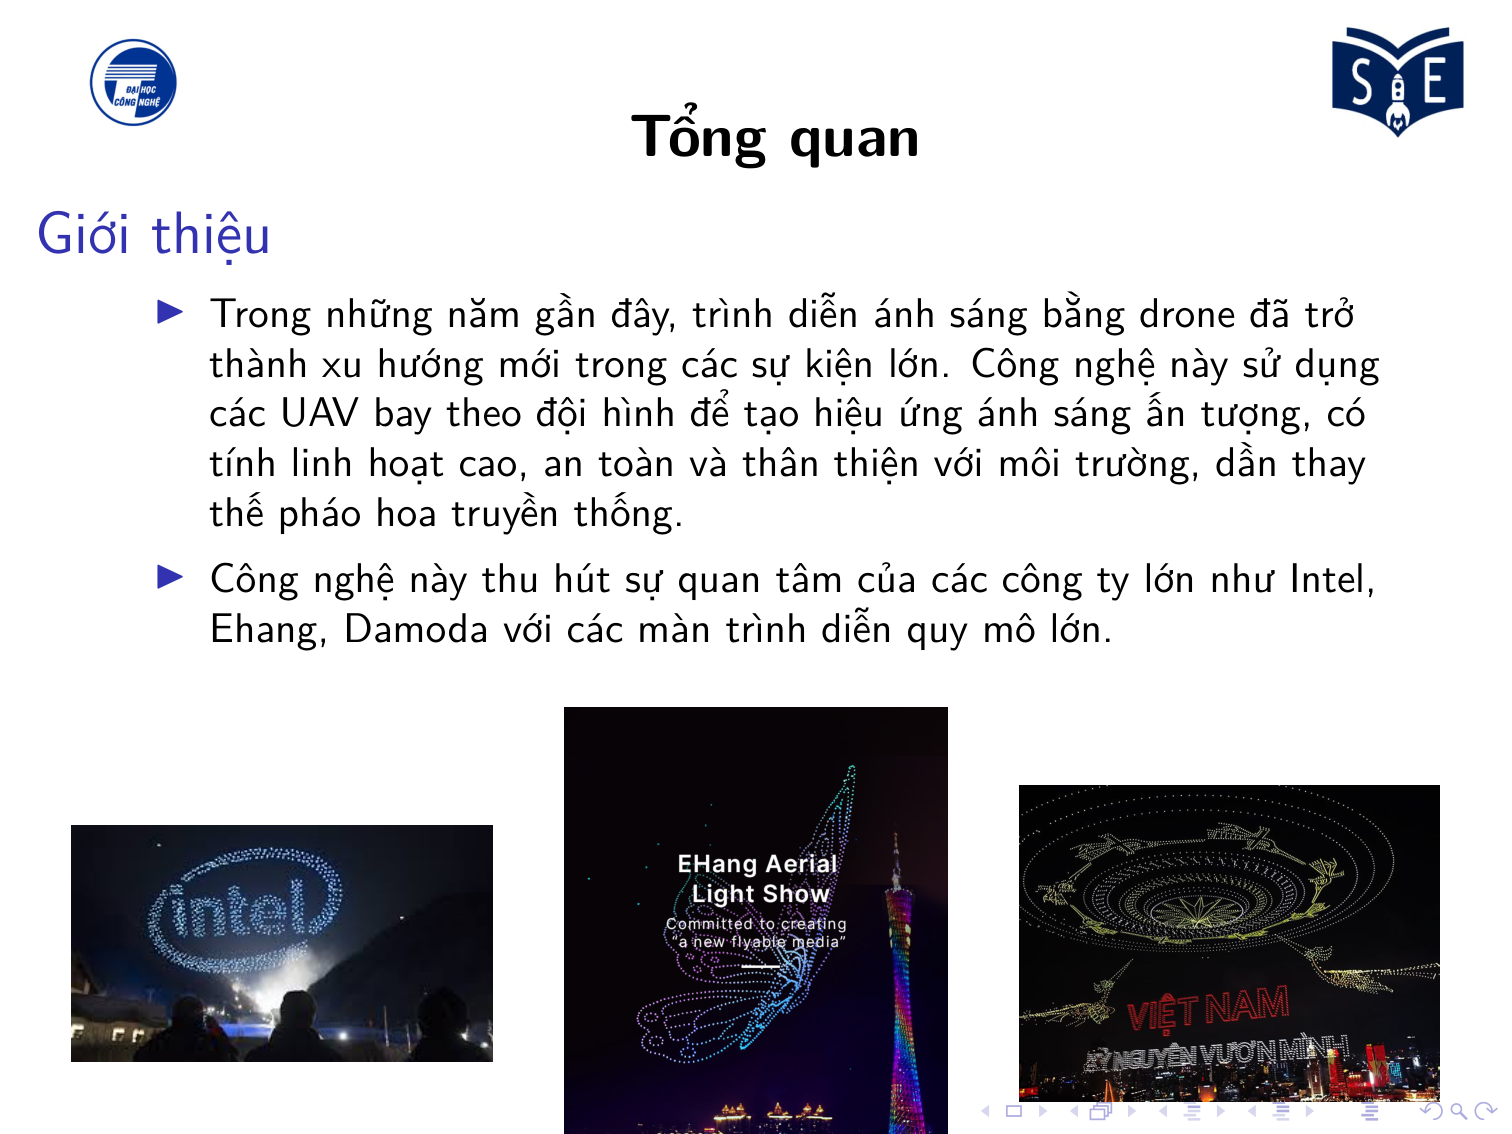 ĐẠI HỌC
CÔNG NGHỆ
S E
Tổng quan
Giới thiệu
Trong những năm gần đây, trình diễn ánh sáng bằng drone đã trở
thành xu hướng mới trong các sự kiện lớn. Công nghệ này sử dụng
các UAV bay theo đội hình để tạo hiệu ứng ánh sáng ấn tượng, có
tính linh hoạt cao, an toàn và thân thiện với môi trường, dần thay
thế pháo hoa truyền thống.
Công nghệ này thu hút sự quan tâm của các công ty lớn như Intel,
Ehang, Damoda với các màn trình diễn quy mô lớn.
intel
EHang Aerial
Light Show
Committed to creating
“a new flyable media”
VIỆT NAM
KỶ NGUYÊN VƯƠN MÌNH